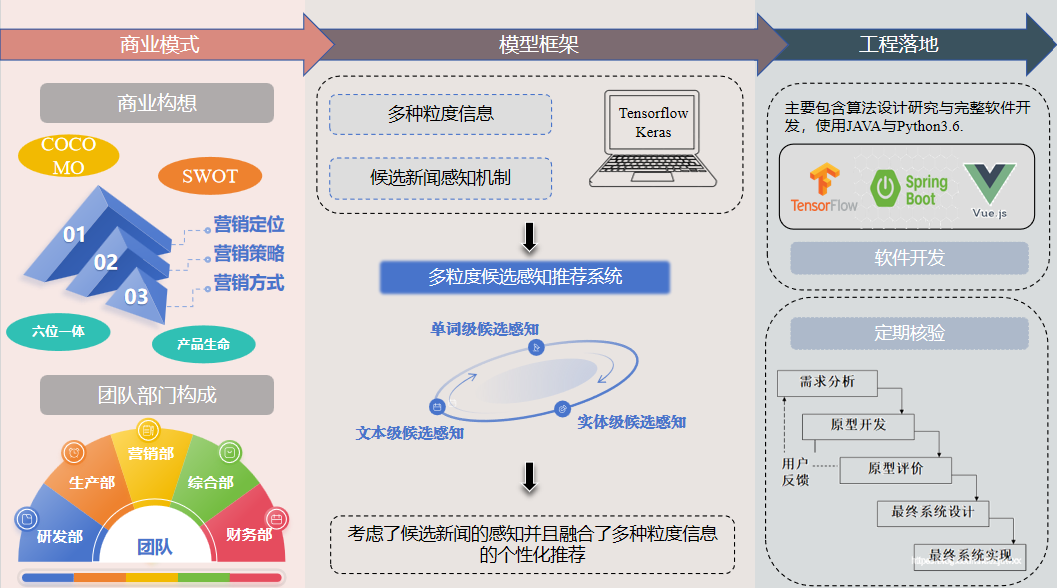 商业模式
模型框架
工程落地
商业构想
COCO
MO
SWOT
01
02
03
营销定位
营销策略
营销方式
六位一体
产品生命
团队部门构成
研发部
生产部
营销部
综合部
财务部
团队
多种粒度信息
候选新闻感知机制
Tensorflow
Keras
多粒度候选感知推荐系统
单词级候选感知
文本级候选感知
实体级候选感知
考虑了候选新闻的感知并且融合了多种粒度信息
的个性化推荐
主要包含算法设计研究与完整软件开
发，使用JAVA与Python3.6.
TensorFlow
Spring
Boot
Vue.js
软件开发
定期核验
需求分析
原型开发
用户
反馈
原型评价
最终系统设计
最终系统实现